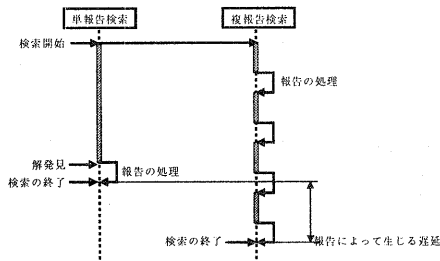 単報告検索
複報告検索
検索開始
報告の処理
解発見
報告の処理
検索の終了
検索の終了
報告によって生じる遅延